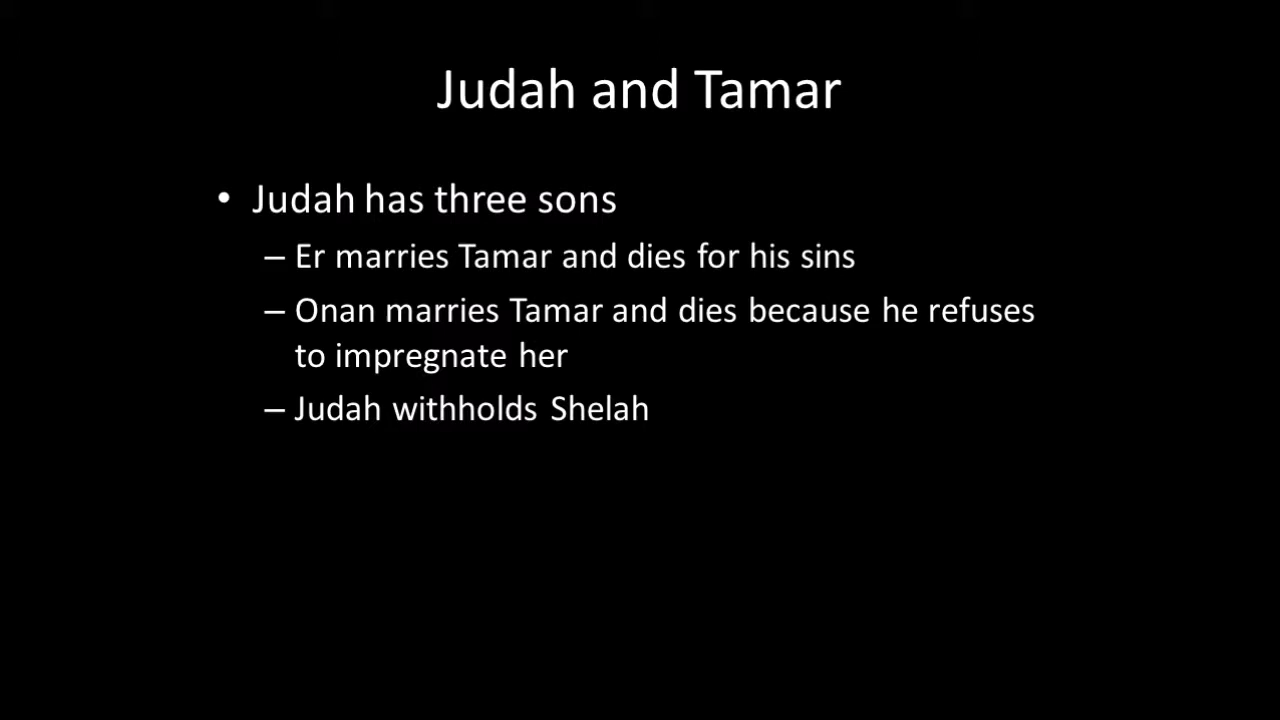 Judah and Tamar
• Judah has three sons
– Er marries Tamar and dies for his sins
– Onan marries Tamar and dies because he refuses
to impregnate her
– Judah withholds Shelah